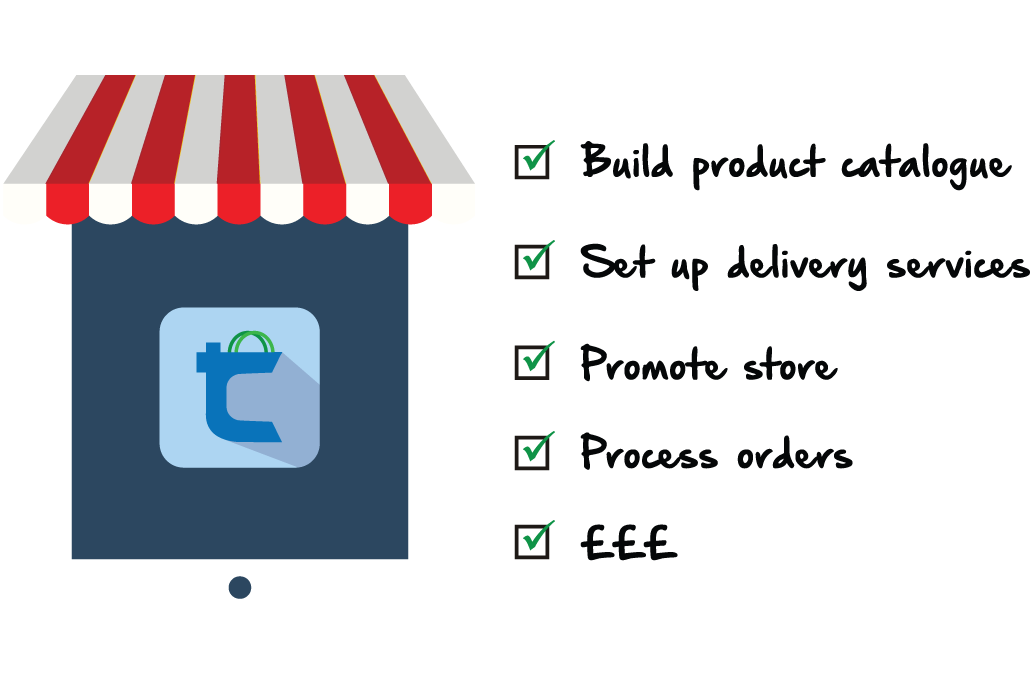 Build product catalogue
Set up delivery services
Promote store
Process orders
£££